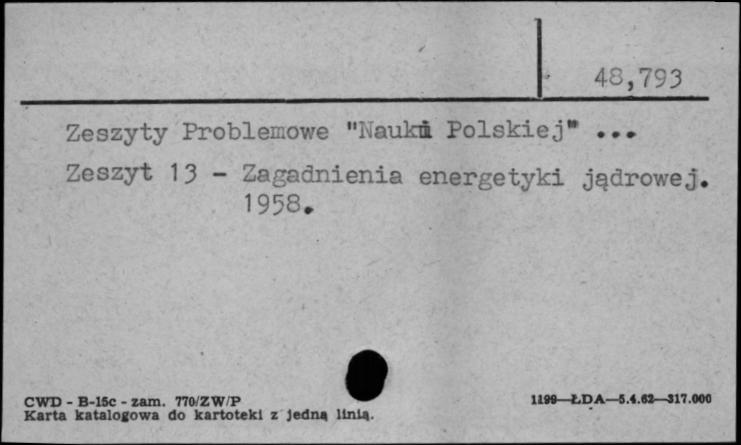 48,793
Zeszyty Problemowe "Nauki Polskiej" ...
Zeszyt 13 - Zagadnienia energetyki jądrowej.
1958.
CWD - B-15c - zam. 770/ZW/P
Karta katalogowa do kartoteki z jedną linią.
1199—ŁDA—5.4.62—317.000